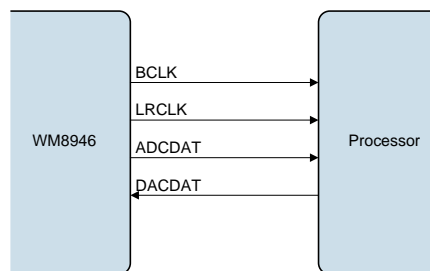 BCLK
LRCLK
WM8946
ADCDAT
Processor
DACDAT